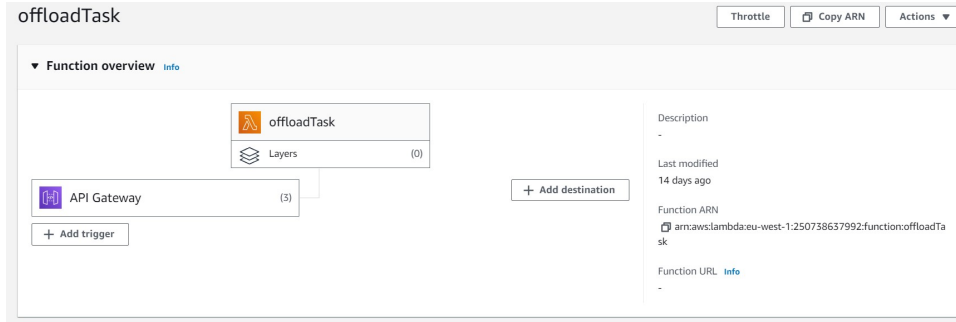 offloadTask
Throttle
Copy ARN
Actions
Function overview Info
offloadTask
Layers (0)
API Gateway (3)
+ Add trigger
+ Add destination
Description
-
Last modified
14 days ago
Function ARN
arn:aws:lambda:eu-west-1:250738637992:function:offloadTa
sk
Function URL Info
-